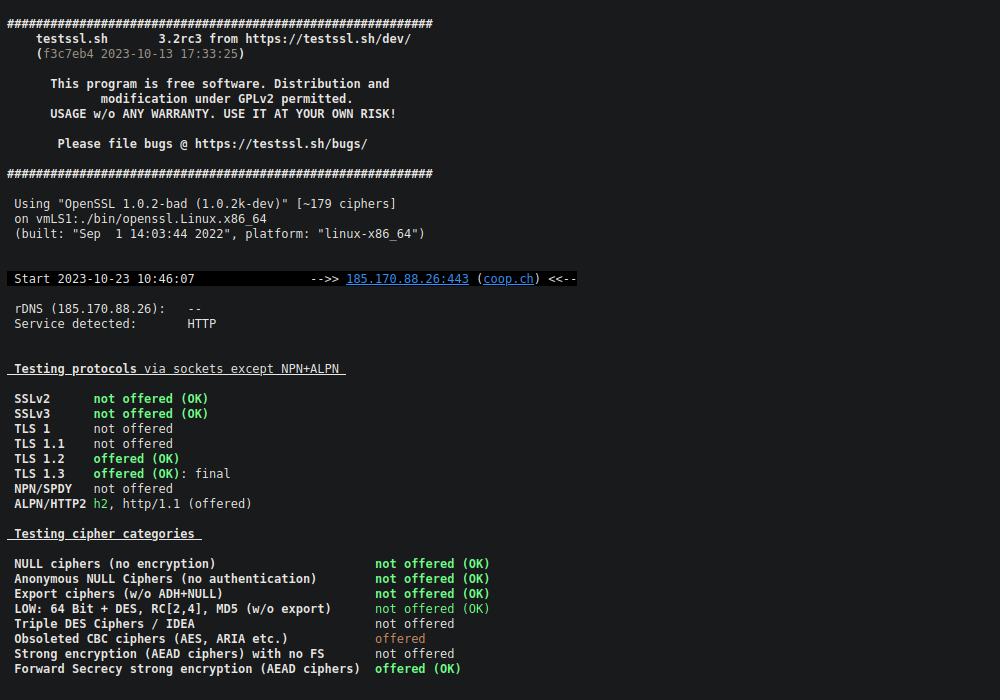 ###########################################################
    testssl.sh       3.2rc3 from https://testssl.sh/dev/
    (f3c7eb4 2023-10-13 17:33:25)
      This program is free software. Distribution and
             modification under GPLv2 permitted.
      USAGE w/o ANY WARRANTY. USE IT AT YOUR OWN RISK!
       Please file bugs @ https://testssl.sh/bugs/
###########################################################
 Using "OpenSSL 1.0.2-bad (1.0.2k-dev)" [~179 ciphers]
 on vmLS1:./bin/openssl.Linux.x86_64
 (built: "Sep  1 14:03:44 2022", platform: "linux-x86_64")
 Start 2023-10-23 10:46:07                -->> 185.170.88.26:443 (coop.ch) <<--
 rDNS (185.170.88.26):   --
 Service detected:       HTTP
 Testing protocols via sockets except NPN+ALPN
 SSLv2      not offered (OK)
 SSLv3      not offered (OK)
 TLS 1      not offered
 TLS 1.1    not offered
 TLS 1.2    offered (OK)
 TLS 1.3    offered (OK): final
 NPN/SPDY   not offered
 ALPN/HTTP2 h2, http/1.1 (offered)
 Testing cipher categories
 NULL ciphers (no encryption)                      not offered (OK)
 Anonymous NULL Ciphers (no authentication)        not offered (OK)
 Export ciphers (w/o ADH+NULL)                     not offered (OK)
 LOW: 64 Bit + DES, RC[2,4], MD5 (w/o export)      not offered (OK)
 Triple DES Ciphers / IDEA                         not offered
 Obsoleted CBC ciphers (AES, ARIA etc.)            offered
 Strong encryption (AEAD ciphers) with no FS       not offered
 Forward Secrecy strong encryption (AEAD ciphers)  offered (OK)